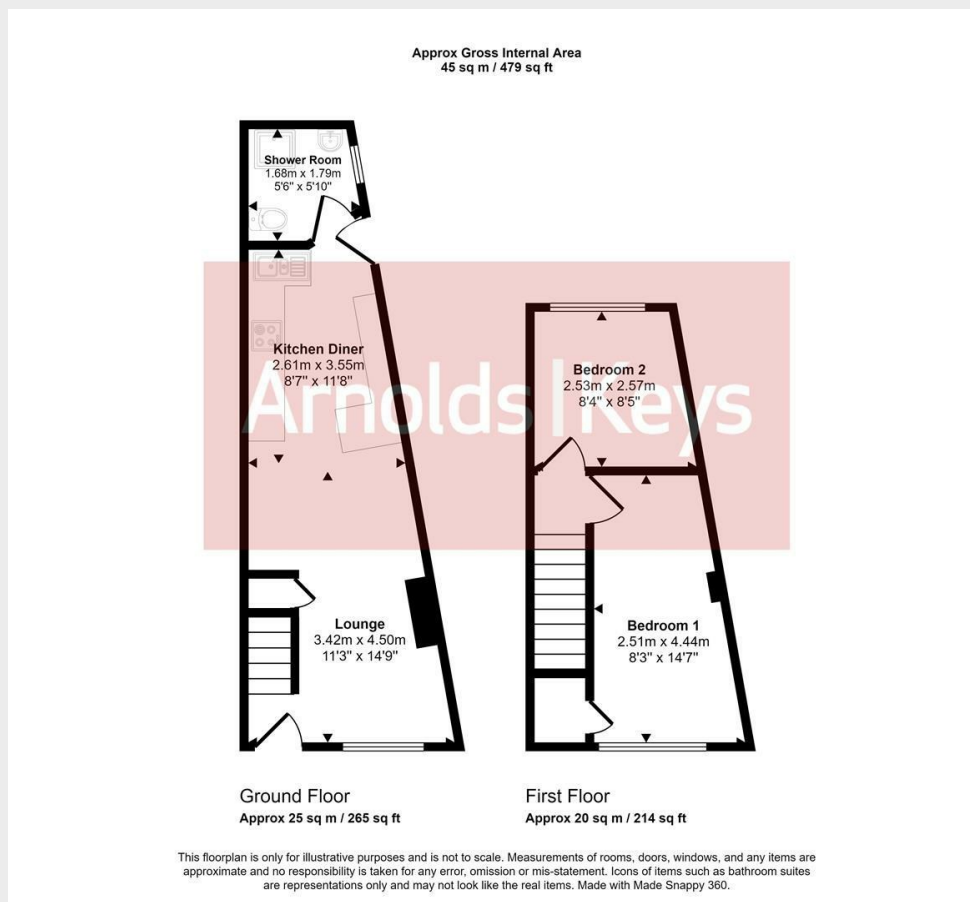 Approx Gross Internal Area
45 sq m / 479 sq ft
Shower Room
1.68m x 1.79m
5'6" x 5'10"
Kitchen Diner
2.61m x 3.55m
8'7" x 11'8"
Bedroom 2
2.53m x 2.57m
8'4" x 8'5"
Arnolds|Keys
Lounge
3.42m x 4.50m
11'3" x 14'9"
Bedroom 1
2.51m x 4.44m
8'3" x 14'7"
Ground Floor
Approx 25 sq m / 265 sq ft
First Floor
Approx 20 sq m / 214 sq ft
This floorplan is only for illustrative purposes and is not to scale. Measurements of rooms, doors, windows, and any items are
approximate and no responsibility is taken for any error, omission or mis-statement. Icons of items such as bathroom suites
are representations only and may not look like the real items. Made with Made Snappy 360.